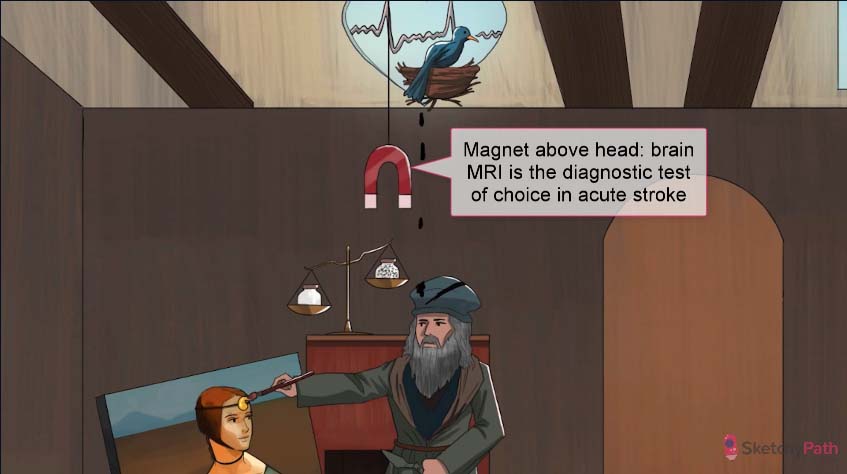 Magnet above head: brain
MRI is the diagnostic test
of choice in acute stroke
SketchyPath